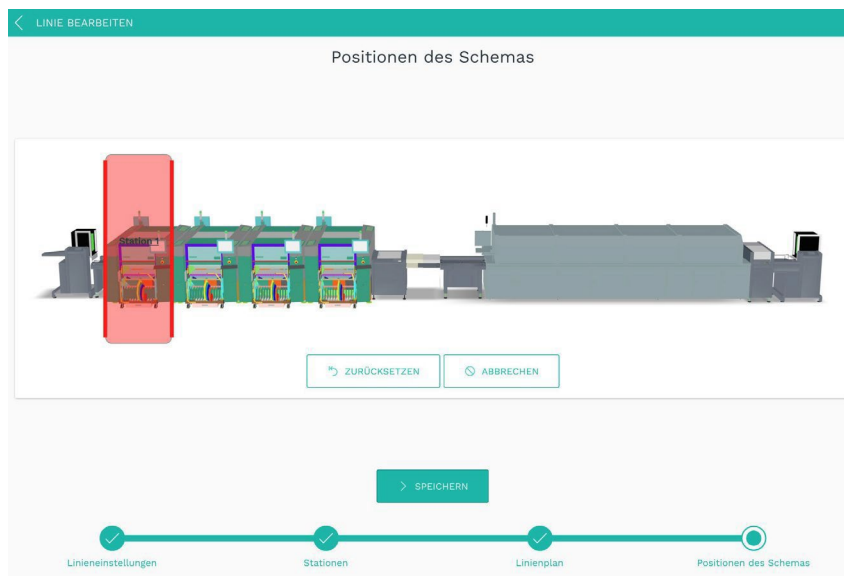 LINIE BEARBEITEN
Positionen des Schemas
Station 1
ZURÜCKSETZEN
ABBRECHEN
SPEICHERN
Linieneinstellungen
Stationen
Linienplan
Positionen des Schemas